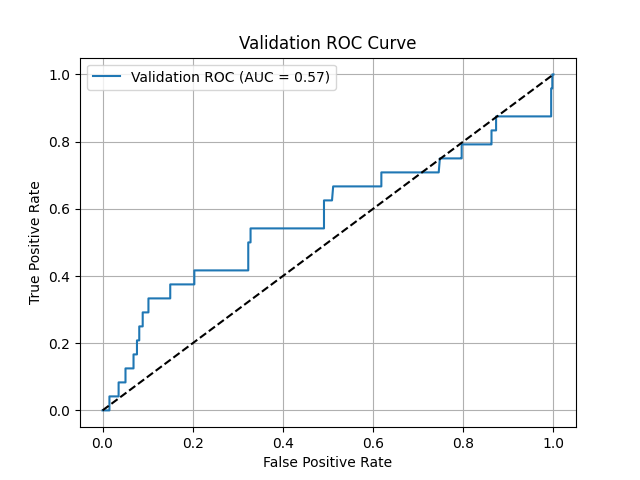 Validation ROC Curve
Validation ROC (AUC = 0.57)
1.0
0.8
0.6
0.4
0.2
0.0
True Positive Rate
0.0 0.2 0.4 0.6 0.8 1.0
False Positive Rate